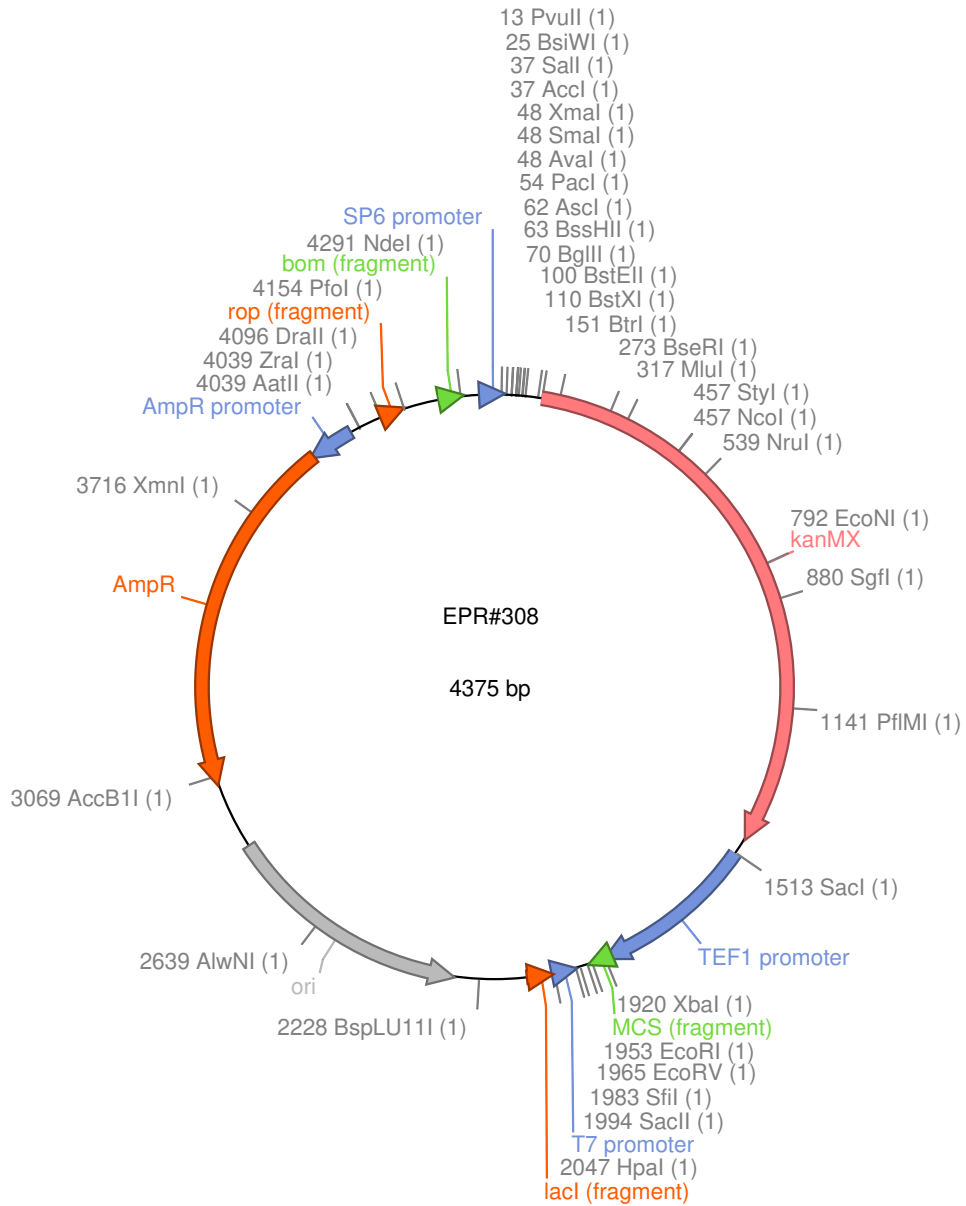 13 PvuII (1)
25 BsiWI (1)
37 SalI (1)
37 AccI (1)
48 XmaI (1)
48 SmaI (1)
48 AvaI (1)
54 PacI (1)
62 AscI (1)
63 BssHII (1)
70 BglII (1)
100 BstEII (1)
110 BstXI (1)
151 BtrI (1)
273 BseRI (1)
317 MluI (1)
457 StyI (1)
457 NcoI (1)
539 NruI (1)
792 EcoNI (1)
kanMX
880 SgfI (1)
1141 PflMI (1)
1513 SacI (1)
TEF1 promoter
1920 XbaI (1)
MCS (fragment)
1953 EcoRI (1)
1965 EcoRV (1)
1983 SfiI (1)
1994 SacII (1)
T7 promoter
2047 HpaI (1)
lacI (fragment)
2228 BspLU11I (1)
ori
2639 AlwNI (1)
3069 AccB1I (1)
AmpR
3716 XmnI (1)
AmpR promoter
4039 AatII (1)
4039 ZraI (1)
4096 DraII (1)
rop (fragment)
4154 PfoI (1)
bom (fragment)
4291 NdeI (1)
SP6 promoter
EPR#308
4375 bp